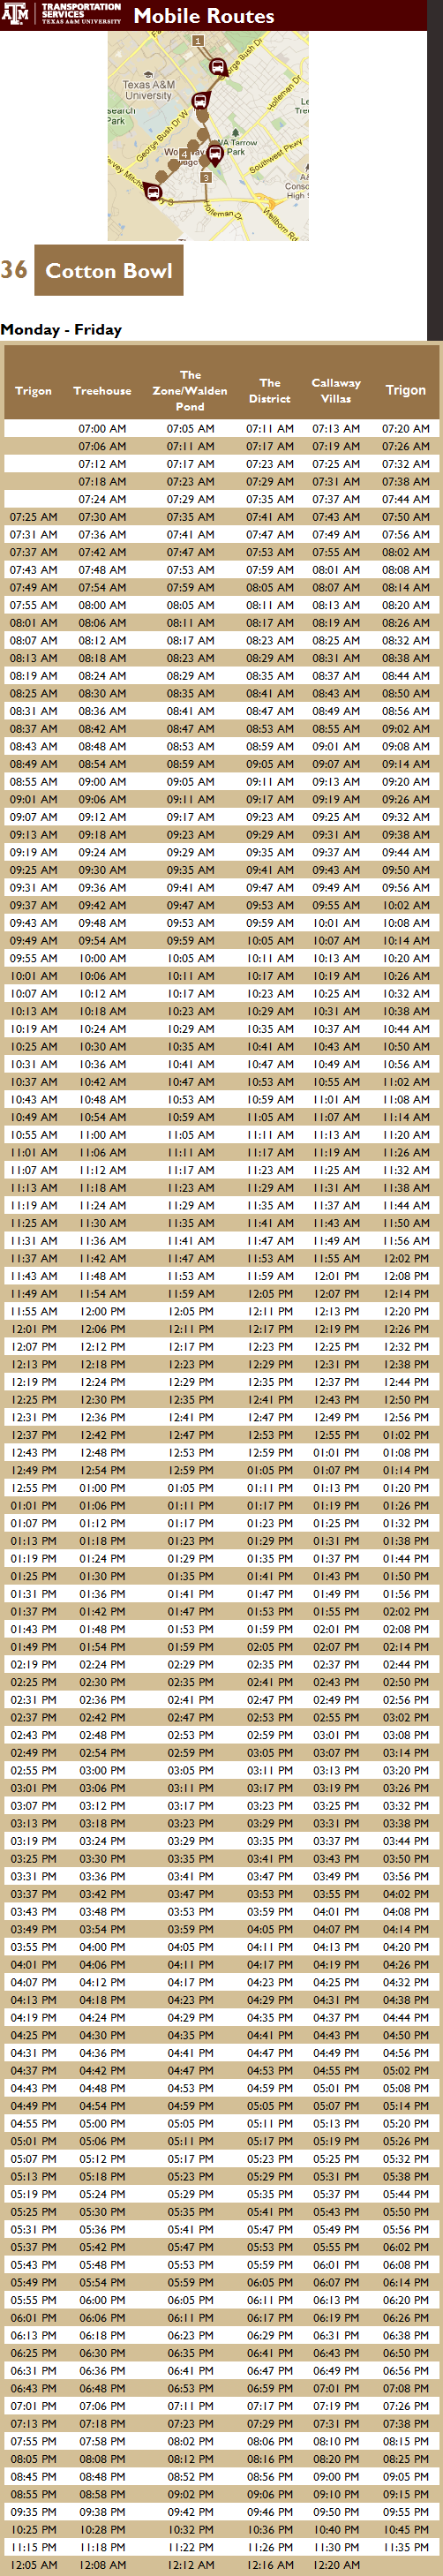 ATM TRANSPORTATION SERVICES TEXAS A&M UNIVERSITY Mobile Routes
1
Texas A&M
University
Holleman Dr
Park
George Bush Dr W
Park
Southwest Pkwy
4
3
Holleman Dr
Wellborn Rd
36 Cotton Bowl
Monday - Friday
Trigon Treehouse The Zone/Walden Pond The District Callaway Villas Trigon
07:00 AM 07:05 AM 07:11 AM 07:13 AM 07:20 AM
07:06 AM 07:11 AM 07:17 AM 07:19 AM 07:26 AM
07:12 AM 07:17 AM 07:23 AM 07:25 AM 07:32 AM
07:18 AM 07:23 AM 07:29 AM 07:31 AM 07:38 AM
07:24 AM 07:29 AM 07:35 AM 07:37 AM 07:44 AM
07:25 AM 07:30 AM 07:35 AM 07:41 AM 07:43 AM 07:50 AM
07:31 AM 07:36 AM 07:41 AM 07:47 AM 07:49 AM 07:56 AM
07:37 AM 07:42 AM 07:47 AM 07:53 AM 07:55 AM 08:02 AM
07:43 AM 07:48 AM 07:53 AM 07:59 AM 08:01 AM 08:08 AM
07:49 AM 07:54 AM 07:59 AM 08:05 AM 08:07 AM 08:14 AM
07:55 AM 08:00 AM 08:05 AM 08:11 AM 08:13 AM 08:20 AM
08:01 AM 08:06 AM 08:11 AM 08:17 AM 08:19 AM 08:26 AM
08:07 AM 08:12 AM 08:17 AM 08:23 AM 08:25 AM 08:32 AM
08:13 AM 08:18 AM 08:23 AM 08:29 AM 08:31 AM 08:38 AM
08:19 AM 08:24 AM 08:29 AM 08:35 AM 08:37 AM 08:44 AM
08:25 AM 08:30 AM 08:35 AM 08:41 AM 08:43 AM 08:50 AM
08:31 AM 08:36 AM 08:41 AM 08:47 AM 08:49 AM 08:56 AM
08:37 AM 08:42 AM 08:47 AM 08:53 AM 08:55 AM 09:02 AM
08:43 AM 08:48 AM 08:53 AM 08:59 AM 09:01 AM 09:08 AM
08:49 AM 08:54 AM 08:59 AM 09:05 AM 09:07 AM 09:14 AM
08:55 AM 09:00 AM 09:05 AM 09:11 AM 09:13 AM 09:20 AM
09:01 AM 09:06 AM 09:11 AM 09:17 AM 09:19 AM 09:26 AM
09:07 AM 09:12 AM 09:17 AM 09:23 AM 09:25 AM 09:32 AM
09:13 AM 09:18 AM 09:23 AM 09:29 AM 09:31 AM 09:38 AM
09:19 AM 09:24 AM 09:29 AM 09:35 AM 09:37 AM 09:44 AM
09:25 AM 09:30 AM 09:35 AM 09:41 AM 09:43 AM 09:50 AM
09:31 AM 09:36 AM 09:41 AM 09:47 AM 09:49 AM 09:56 AM
09:37 AM 09:42 AM 09:47 AM 09:53 AM 09:55 AM 10:02 AM
09:43 AM 09:48 AM 09:53 AM 09:59 AM 10:01 AM 10:08 AM
09:49 AM 09:54 AM 09:59 AM 10:05 AM 10:07 AM 10:14 AM
09:55 AM 10:00 AM 10:05 AM 10:11 AM 10:13 AM 10:20 AM
10:01 AM 10:06 AM 10:11 AM 10:17 AM 10:19 AM 10:26 AM
10:07 AM 10:12 AM 10:17 AM 10:23 AM 10:25 AM 10:32 AM
10:13 AM 10:18 AM 10:23 AM 10:29 AM 10:31 AM 10:38 AM
10:19 AM 10:24 AM 10:29 AM 10:35 AM 10:37 AM 10:44 AM
10:25 AM 10:30 AM 10:35 AM 10:41 AM 10:43 AM 10:50 AM
10:31 AM 10:36 AM 10:41 AM 10:47 AM 10:49 AM 10:56 AM
10:37 AM 10:42 AM 10:47 AM 10:53 AM 10:55 AM 11:02 AM
10:43 AM 10:48 AM 10:53 AM 10:59 AM 11:01 AM 11:08 AM
10:49 AM 10:54 AM 10:59 AM 11:05 AM 11:07 AM 11:14 AM
10:55 AM 11:00 AM 11:05 AM 11:11 AM 11:13 AM 11:20 AM
11:01 AM 11:06 AM 11:11 AM 11:17 AM 11:19 AM 11:26 AM
11:07 AM 11:12 AM 11:17 AM 11:23 AM 11:25 AM 11:32 AM
11:13 AM 11:18 AM 11:23 AM 11:29 AM 11:31 AM 11:38 AM
11:19 AM 11:24 AM 11:29 AM 11:35 AM 11:37 AM 11:44 AM
11:25 AM 11:30 AM 11:35 AM 11:41 AM 11:43 AM 11:50 AM
11:31 AM 11:36 AM 11:41 AM 11:47 AM 11:49 AM 11:56 AM
11:37 AM 11:42 AM 11:47 AM 11:53 AM 11:55 AM 12:02 PM
11:43 AM 11:48 AM 11:53 AM 11:59 AM 12:01 PM 12:08 PM
11:49 AM 11:54 AM 11:59 AM 12:05 PM 12:07 PM 12:14 PM
11:55 AM 12:00 PM 12:05 PM 12:11 PM 12:13 PM 12:20 PM
12:01 PM 12:06 PM 12:11 PM 12:17 PM 12:19 PM 12:26 PM
12:07 PM 12:12 PM 12:17 PM 12:23 PM 12:25 PM 12:32 PM
12:13 PM 12:18 PM 12:23 PM 12:29 PM 12:31 PM 12:38 PM
12:19 PM 12:24 PM 12:29 PM 12:35 PM 12:37 PM 12:44 PM
12:25 PM 12:30 PM 12:35 PM 12:41 PM 12:43 PM 12:50 PM
12:31 PM 12:36 PM 12:41 PM 12:47 PM 12:49 PM 12:56 PM
12:37 PM 12:42 PM 12:47 PM 12:53 PM 12:55 PM 01:02 PM
12:43 PM 12:48 PM 12:53 PM 12:59 PM 01:01 PM 01:08 PM
12:49 PM 12:54 PM 12:59 PM 01:05 PM 01:07 PM 01:14 PM
12:55 PM 01:00 PM 01:05 PM 01:11 PM 01:13 PM 01:20 PM
01:01 PM 01:06 PM 01:11 PM 01:17 PM 01:19 PM 01:26 PM
01:07 PM 01:12 PM 01:17 PM 01:23 PM 01:25 PM 01:32 PM
01:13 PM 01:18 PM 01:23 PM 01:29 PM 01:31 PM 01:38 PM
01:19 PM 01:24 PM 01:29 PM 01:35 PM 01:37 PM 01:44 PM
01:25 PM 01:30 PM 01:35 PM 01:41 PM 01:43 PM 01:50 PM
01:31 PM 01:36 PM 01:41 PM 01:47 PM 01:49 PM 01:56 PM
01:37 PM 01:42 PM 01:47 PM 01:53 PM 01:55 PM 02:02 PM
01:43 PM 01:48 PM 01:53 PM 01:59 PM 02:01 PM 02:08 PM
01:49 PM 01:54 PM 01:59 PM 02:05 PM 02:07 PM 02:14 PM
02:19 PM 02:24 PM 02:29 PM 02:35 PM 02:37 PM 02:44 PM
02:25 PM 02:30 PM 02:35 PM 02:41 PM 02:43 PM 02:50 PM
02:31 PM 02:36 PM 02:41 PM 02:47 PM 02:49 PM 02:56 PM
02:37 PM 02:42 PM 02:47 PM 02:53 PM 02:55 PM 03:02 PM
02:43 PM 02:48 PM 02:53 PM 02:59 PM 03:01 PM 03:08 PM
02:49 PM 02:54 PM 02:59 PM 03:05 PM 03:07 PM 03:14 PM
02:55 PM 03:00 PM 03:05 PM 03:11 PM 03:13 PM 03:20 PM
03:01 PM 03:06 PM 03:11 PM 03:17 PM 03:19 PM 03:26 PM
03:07 PM 03:12 PM 03:17 PM 03:23 PM 03:25 PM 03:32 PM
03:13 PM 03:18 PM 03:23 PM 03:29 PM 03:31 PM 03:38 PM
03:19 PM 03:24 PM 03:29 PM 03:35 PM 03:37 PM 03:44 PM
03:25 PM 03:30 PM 03:35 PM 03:41 PM 03:43 PM 03:50 PM
03:31 PM 03:36 PM 03:41 PM 03:47 PM 03:49 PM 03:56 PM
03:37 PM 03:42 PM 03:47 PM 03:53 PM 03:55 PM 04:02 PM
03:43 PM 03:48 PM 03:53 PM 03:59 PM 04:01 PM 04:08 PM
03:49 PM 03:54 PM 03:59 PM 04:05 PM 04:07 PM 04:14 PM
03:55 PM 04:00 PM 04:05 PM 04:11 PM 04:13 PM 04:20 PM
04:01 PM 04:06 PM 04:11 PM 04:17 PM 04:19 PM 04:26 PM
04:07 PM 04:12 PM 04:17 PM 04:23 PM 04:25 PM 04:32 PM
04:13 PM 04:18 PM 04:23 PM 04:29 PM 04:31 PM 04:38 PM
04:19 PM 04:24 PM 04:29 PM 04:35 PM 04:37 PM 04:44 PM
04:25 PM 04:30 PM 04:35 PM 04:41 PM 04:43 PM 04:50 PM
04:31 PM 04:36 PM 04:41 PM 04:47 PM 04:49 PM 04:56 PM
04:37 PM 04:42 PM 04:47 PM 04:53 PM 04:55 PM 05:02 PM
04:43 PM 04:48 PM 04:53 PM 04:59 PM 05:01 PM 05:08 PM
04:49 PM 04:54 PM 04:59 PM 05:05 PM 05:07 PM 05:14 PM
04:55 PM 05:00 PM 05:05 PM 05:11 PM 05:13 PM 05:20 PM
05:01 PM 05:06 PM 05:11 PM 05:17 PM 05:19 PM 05:26 PM
05:07 PM 05:12 PM 05:17 PM 05:23 PM 05:25 PM 05:32 PM
05:13 PM 05:18 PM 05:23 PM 05:29 PM 05:31 PM 05:38 PM
05:19 PM 05:24 PM 05:29 PM 05:35 PM 05:37 PM 05:44 PM
05:25 PM 05:30 PM 05:35 PM 05:41 PM 05:43 PM 05:50 PM
05:31 PM 05:36 PM 05:41 PM 05:47 PM 05:49 PM 05:56 PM
05:37 PM 05:42 PM 05:47 PM 05:53 PM 05:55 PM 06:02 PM
05:43 PM 05:48 PM 05:53 PM 05:59 PM 06:01 PM 06:08 PM
05:49 PM 05:54 PM 05:59 PM 06:05 PM 06:07 PM 06:14 PM
05:55 PM 06:00 PM 06:05 PM 06:11 PM 06:13 PM 06:20 PM
06:01 PM 06:06 PM 06:11 PM 06:17 PM 06:19 PM 06:26 PM
06:13 PM 06:18 PM 06:23 PM 06:29 PM 06:31 PM 06:38 PM
06:25 PM 06:30 PM 06:35 PM 06:41 PM 06:43 PM 06:50 PM
06:31 PM 06:36 PM 06:41 PM 06:47 PM 06:49 PM 06:56 PM
06:43 PM 06:48 PM 06:53 PM 06:59 PM 07:01 PM 07:08 PM
07:01 PM 07:06 PM 07:11 PM 07:17 PM 07:19 PM 07:26 PM
07:13 PM 07:18 PM 07:23 PM 07:29 PM 07:31 PM 07:38 PM
07:55 PM 07:58 PM 08:02 PM 08:06 PM 08:10 PM 08:15 PM
08:05 PM 08:08 PM 08:12 PM 08:16 PM 08:20 PM 08:25 PM
08:45 PM 08:48 PM 08:52 PM 08:56 PM 09:00 PM 09:05 PM
08:55 PM 08:58 PM 09:02 PM 09:06 PM 09:10 PM 09:15 PM
09:35 PM 09:38 PM 09:42 PM 09:46 PM 09:50 PM 09:55 PM
10:25 PM 10:28 PM 10:32 PM 10:36 PM 10:40 PM 10:45 PM
11:15 PM 11:18 PM 11:22 PM 11:26 PM 11:30 PM 11:35 PM
12:05 AM 12:08 AM 12:12 AM 12:16 AM 12:20 AM